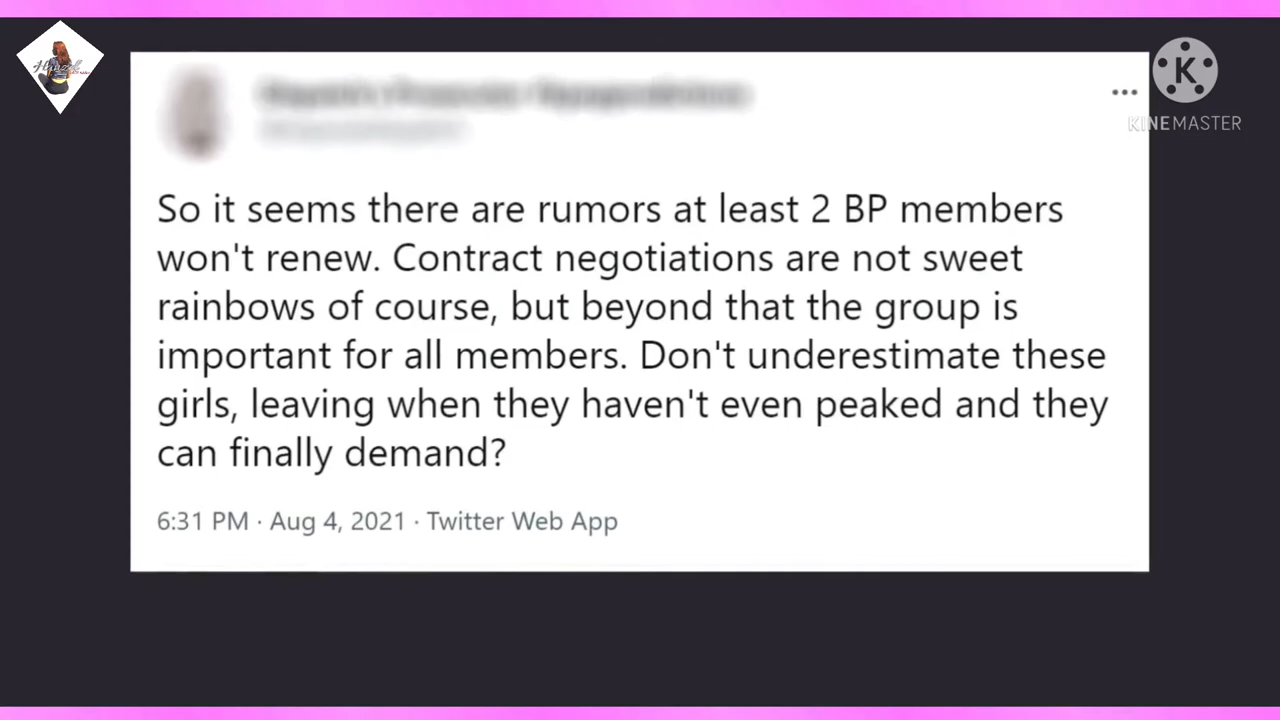 K
KINEMASTER
So it seems there are rumors at least 2 BP members
won't renew. Contract negotiations are not sweet
rainbows of course, but beyond that the group is
important for all members. Don't underestimate these
girls, leaving when they haven't even peaked and they
can finally demand?
6:31 PM · Aug 4, 2021 · Twitter Web App